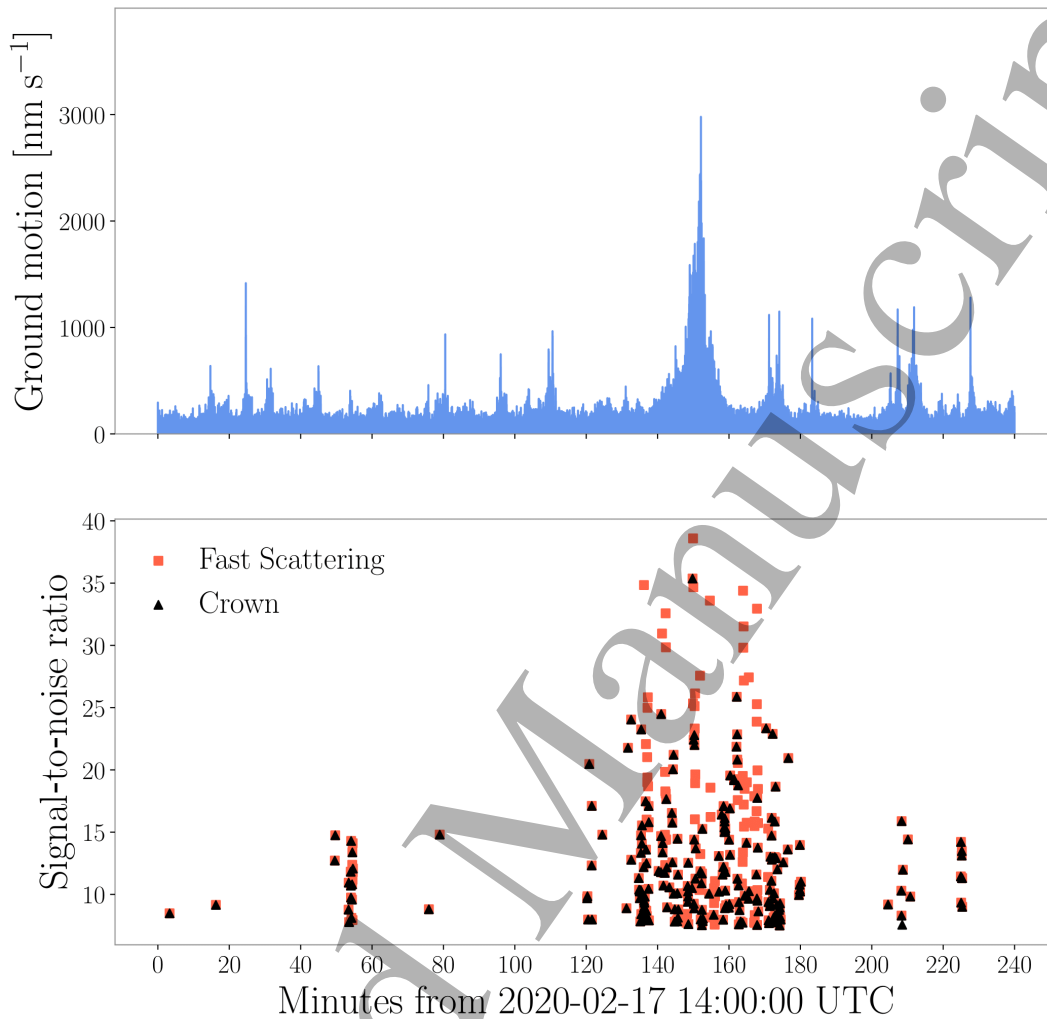 Ground motion [nm s⁻¹]
3000
2000
1000
0
40
35
30
25
20
15
10
Signal-to-noise ratio
Fast Scattering
Crown
0 20 40 60 80 100 120 140 160 180 200 220 240
Minutes from 2020-02-17 14:00:00 UTC
d Manuscrip